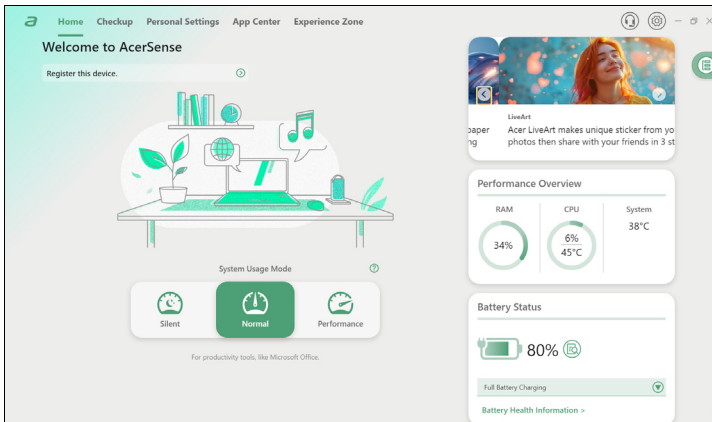 a Home Checkup Personal Settings App Center Experience Zone
Welcome to AcerSense
Register this device.
System Usage Mode
Silent Normal Performance
For productivity tools, like Microsoft Office.
LiveArt
paper Acer LiveArt makes unique sticker from yo
ng photos then share with your friends in 3 st
Performance Overview
RAM CPU System
34%
6%
45°C
38°C
Battery Status
80%
Full Battery Charging
Battery Health Information >